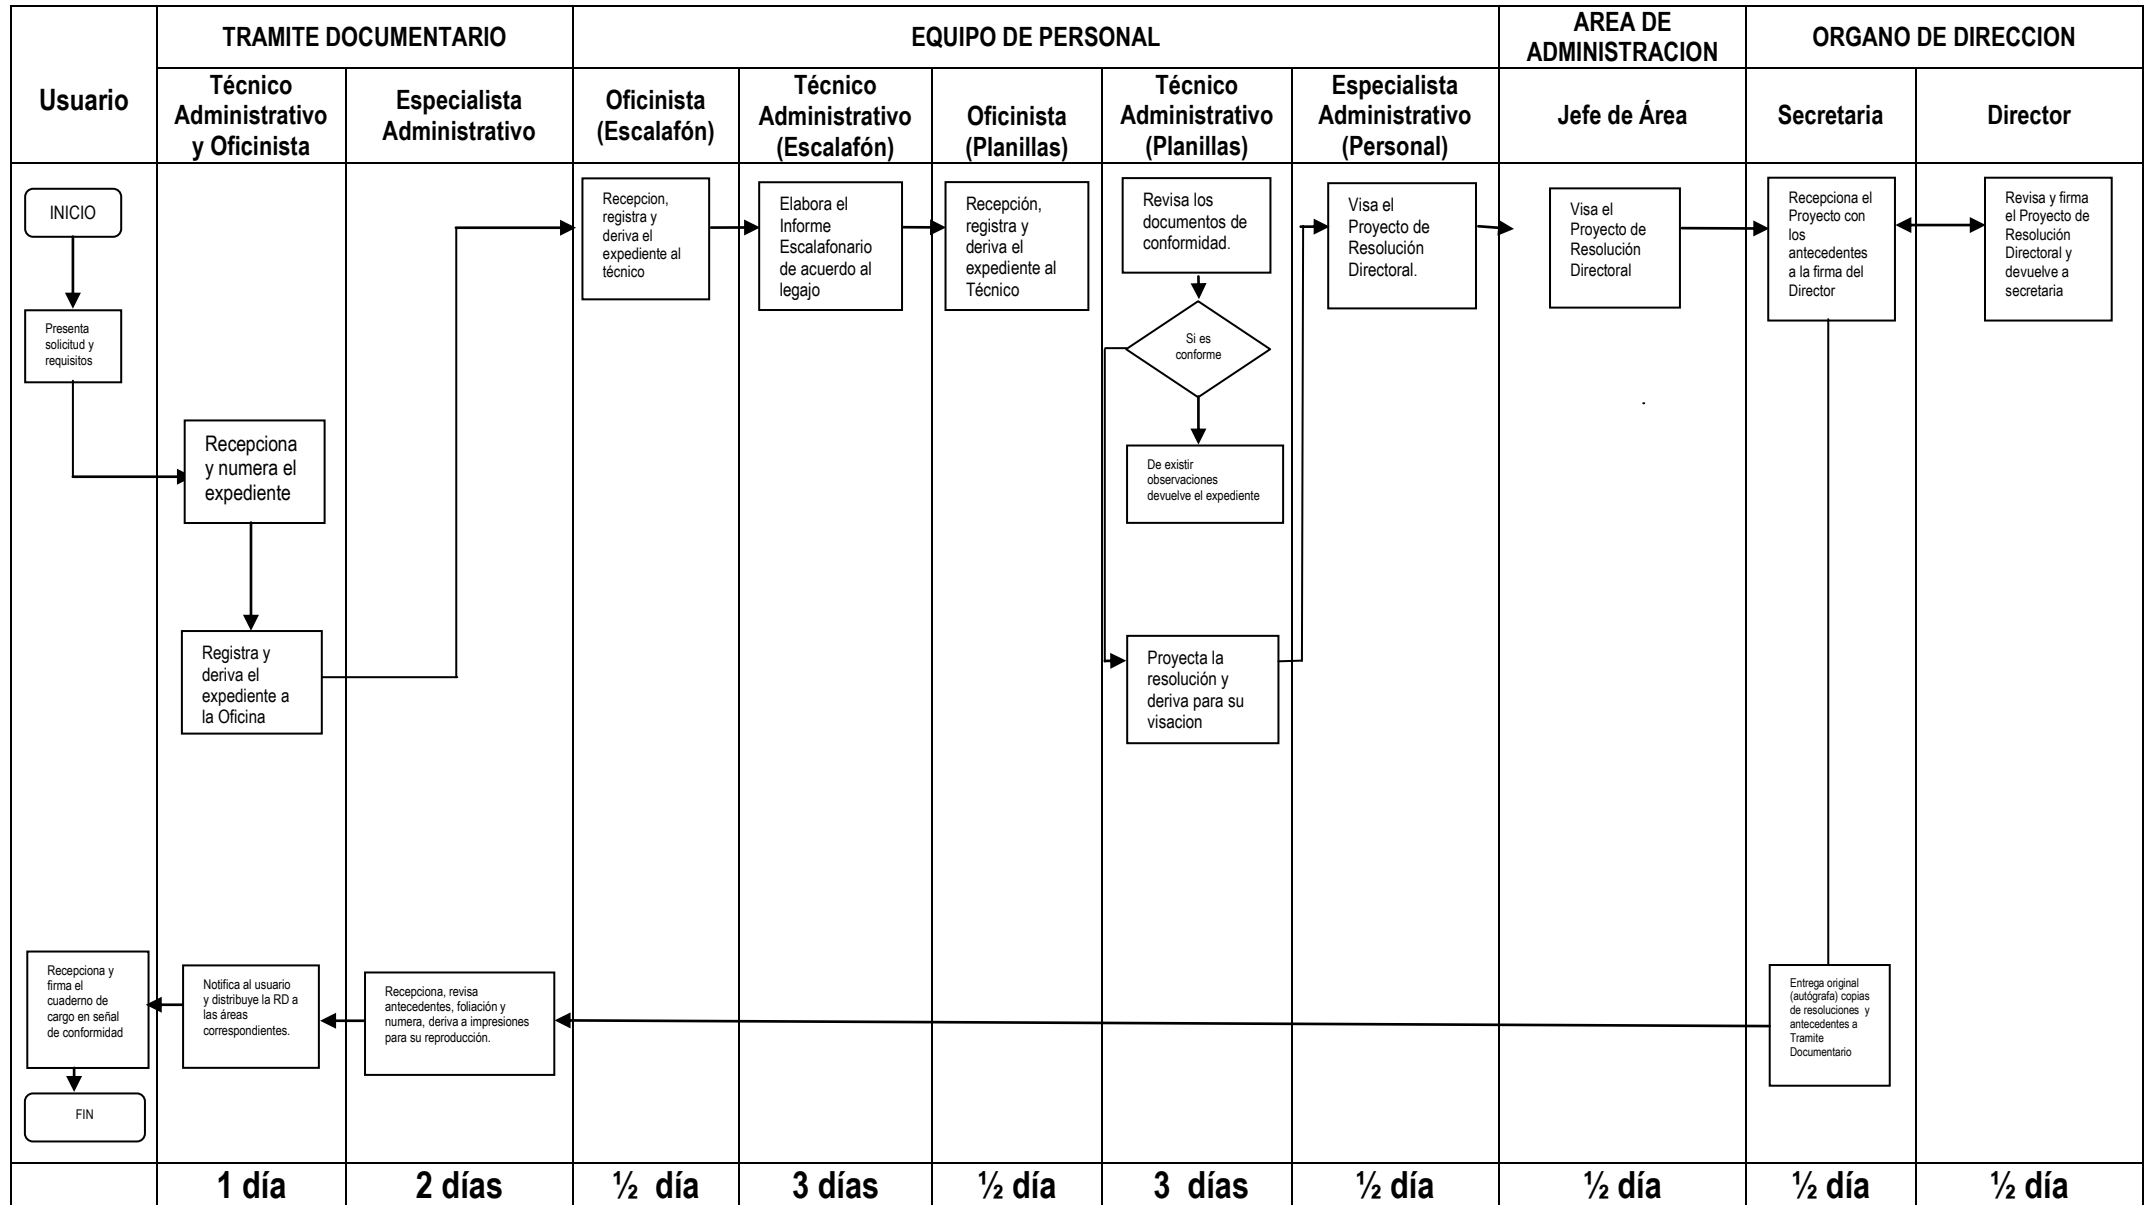 TRAMITE DOCUMENTARIO
EQUIPO DE PERSONAL
AREA DE
ADMINISTRACION
ORGANO DE DIRECCION
Usuario
Técnico
Administrativo
y Oficinista
Especialista
Administrativo
Oficinista
(Escalafón)
Técnico
Administrativo
(Escalafón)
Oficinista
(Planillas)
Técnico
Administrativo
(Planillas)
Especialista
Administrativo
(Personal)
Jefe de Área
Secretaria
Director
INICIO
Presenta
solicitud y
requisitos
Recepciona
y numera el
expediente
Registra y
deriva el
expediente a
la Oficina
Recepcion,
registra y
deriva el
expediente al
técnico
Elabora el
Informe
Escalafonario
de acuerdo al
legajo
Recepción,
registra y
deriva el
expediente al
Técnico
Revisa los
documentos de
conformidad.
Si es
conforme
De existir
observaciones
devuelve el expediente
Proyecta la
resolución y
deriva para su
visacion
Visa el
Proyecto de
Resolución
Directoral.
Visa el
Proyecto de
Resolución
Directoral
.
Recepciona el
Proyecto con
los
antecedentes
a la firma del
Director
Revisa y firma
el Proyecto de
Resolución
Directoral y
devuelve a
secretaria
Entrega original
(autógrafa) copias
de resoluciones y
antecedentes a
Tramite
Documentario
Recepciona, revisa
antecedentes, foliación y
numera, deriva a impresiones
para su reproducción.
Notifica al usuario
y distribuye la RD a
las áreas
correspondientes.
Recepciona y
firma el
cuaderno de
cargo en señal
de conformidad
FIN
1 día
2 días
½ día
3 días
½ día
3 días
½ día
½ día
½ día
½ día